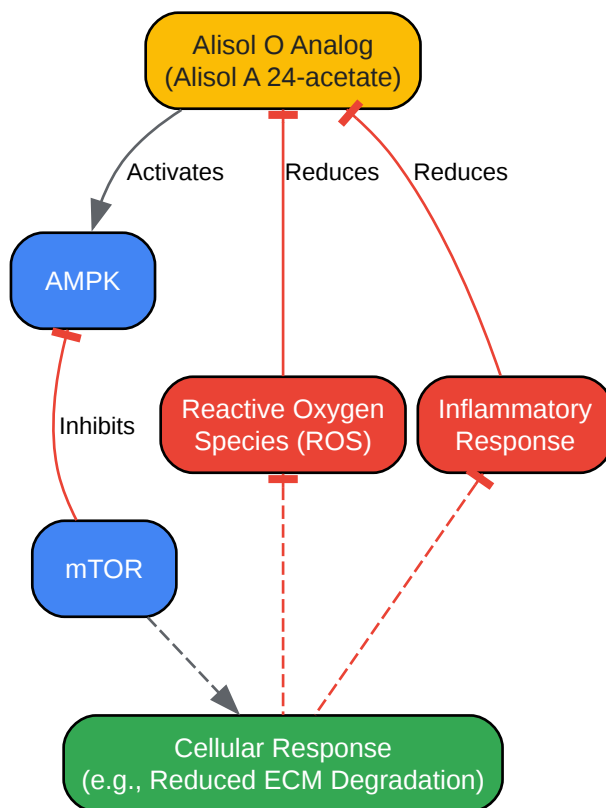 Alisol O Analog
(Alisol A 24-acetate)
Activates
Reduces
Reduces
AMPK
Inhibits
Reactive Oxygen
Species (ROS)
Inflammatory
Response
mTOR
Cellular Response
(e.g., Reduced ECM Degradation)